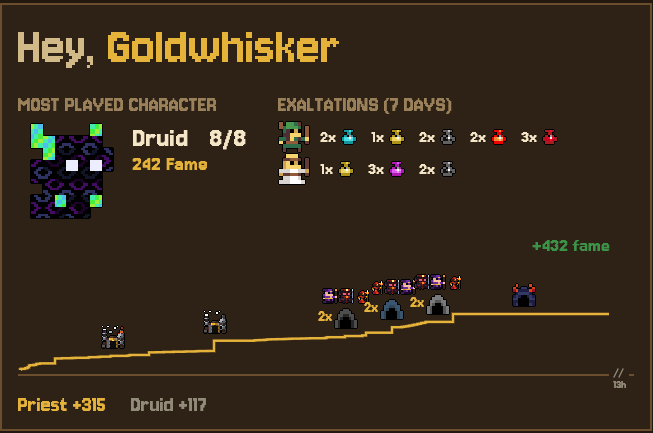 Hey, Goldwhisker
MOST PLAYED CHARACTER
Druid 8/8
242 Fame
EXALTATIONS (7 DAYS)
2x 1x 2x 2x 3x
1x 3x 2x
+432 fame
2x 2x 2x
// -
13h
Priest +315 Druid +117